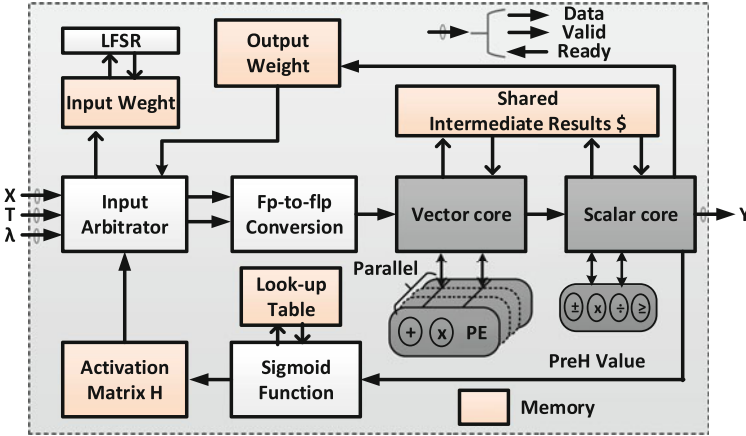 LFSR
Input Weght
Output
Weight
Data
Valid
Ready
Shared
Intermediate Results $
X
T
λ
Input
Arbitrator
Fp-to-flp
Conversion
Vector core
Scalar core
Y
Parallel
+ x PE
± x ÷ ≥
Look-up
Table
Activation
Matrix H
Sigmoid
Function
PreH Value
Memory